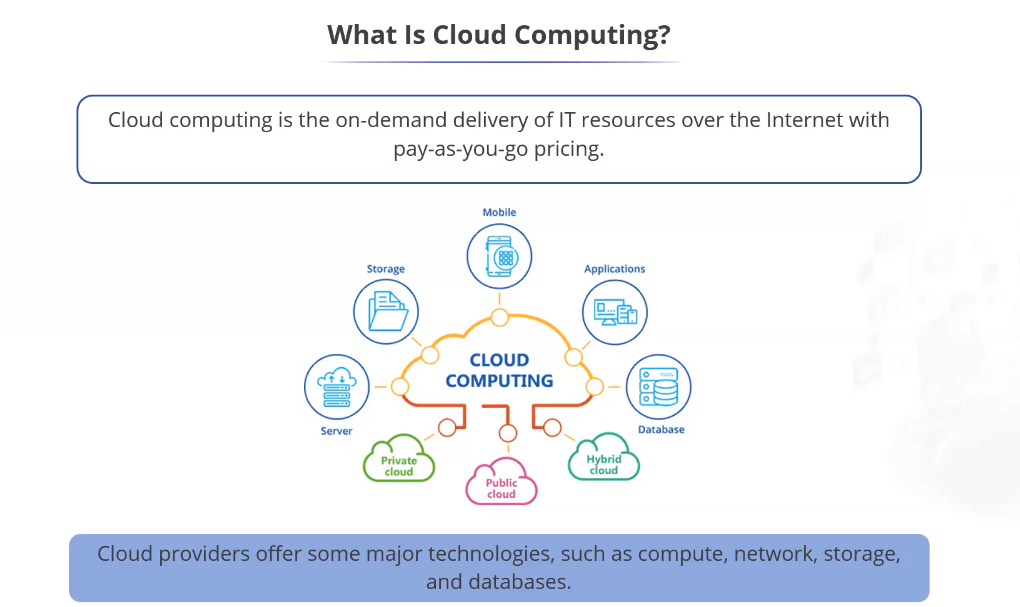 What Is Cloud Computing?
Cloud computing is the on-demand delivery of IT resources over the Internet with
pay-as-you-go pricing.
Mobile
Storage
Applications
CLOUD
COMPUTING
Server
Database
Private
cloud
Public
cloud
Hybrid
cloud
Cloud providers offer some major technologies, such as compute, network, storage,
and databases.